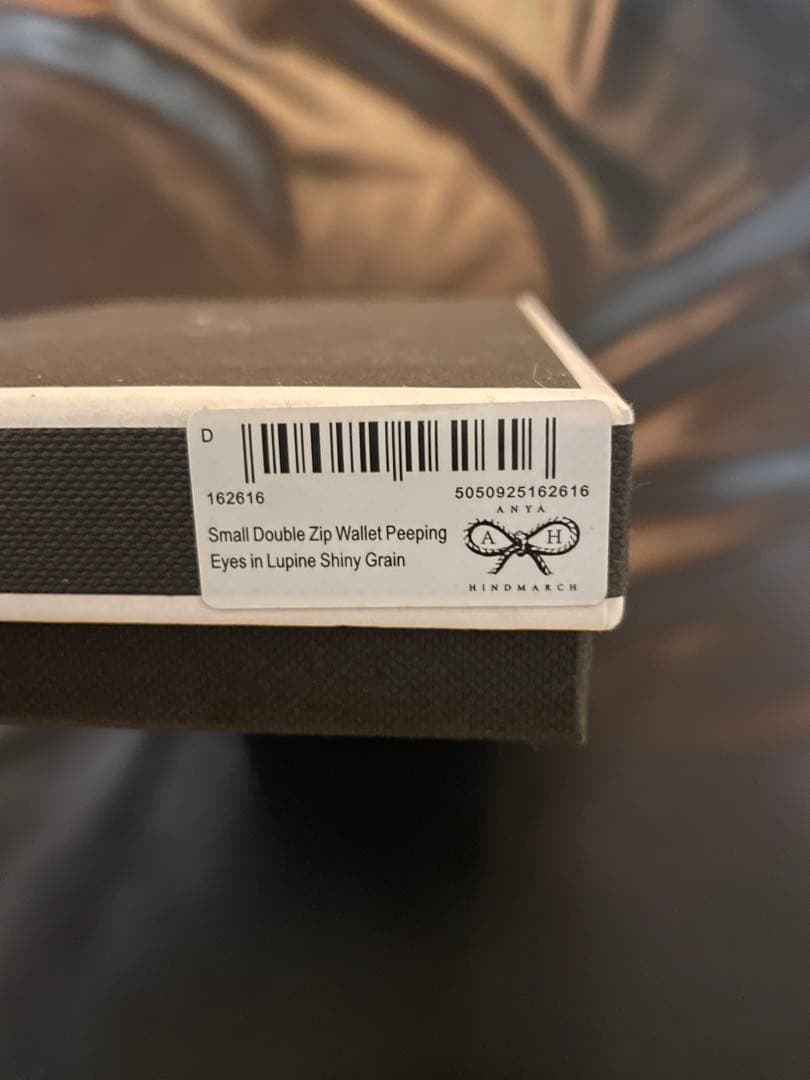 D
162616
5050925162616
Small Double Zip Wallet Peeping
Eyes in Lupine Shiny Grain
ANYA
A H
HINDMARCH